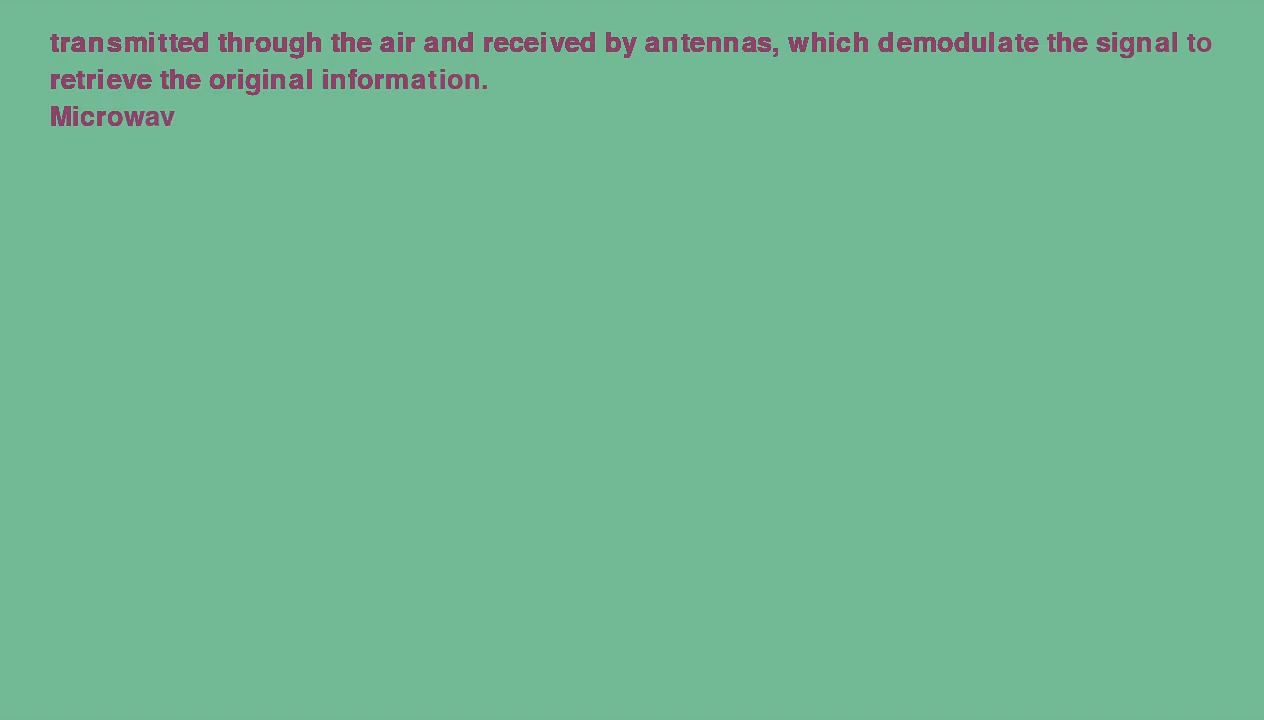 transmitted through the air and received by antennas, which demodulate the signal to
retrieve the original information.
Microwav